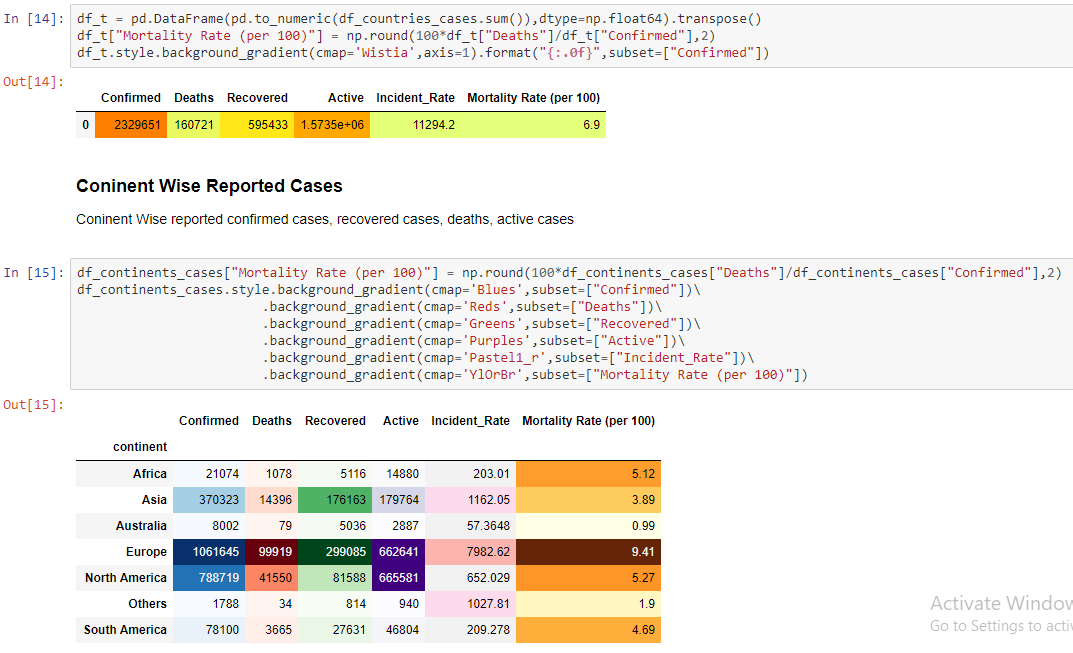 In [14]: df_t = pd.DataFrame(pd.to_numeric(df_countries_cases.sum()),dtype=np.float64).transpose()
df_t["Mortality Rate (per 100)"] = np.round(100*df_t["Deaths"]/df_t["Confirmed"],2)
df_t.style.background_gradient(cmap='Wistia',axis=1).format("{:.0f}",subset=["Confirmed"])
Out[14]:
Confirmed Deaths Recovered Active Incident_Rate Mortality Rate (per 100)
0 2329651 160721 595433 1.5735e+06 11294.2 6.9
Coninent Wise Reported Cases
Coninent Wise reported confirmed cases, recovered cases, deaths, active cases
In [15]: df_continents_cases["Mortality Rate (per 100)"] = np.round(100*df_continents_cases["Deaths"]/df_continents_cases["Confirmed"],2)
df_continents_cases.style.background_gradient(cmap='Blues',subset=["Confirmed"])\
.background_gradient(cmap='Reds',subset=["Deaths"])\
.background_gradient(cmap='Greens',subset=["Recovered"])\
.background_gradient(cmap='Purples',subset=["Active"])\
.background_gradient(cmap='Pastel1_r',subset=["Incident_Rate"])\
.background_gradient(cmap='YlOrBr',subset=["Mortality Rate (per 100)"])
Out[15]:
Confirmed Deaths Recovered Active Incident_Rate Mortality Rate (per 100)
continent
Africa 21074 1078 5116 14880 203.01 5.12
Asia 370323 14396 176163 179764 1162.05 3.89
Australia 8002 79 5036 2887 57.3648 0.99
Europe 1061645 99919 299085 662641 7982.62 9.41
North America 788719 41550 81588 665581 652.029 5.27
Others 1788 34 814 940 1027.81 1.9
South America 78100 3665 27631 46804 209.278 4.69
Activate Window
Go to Settings to activ